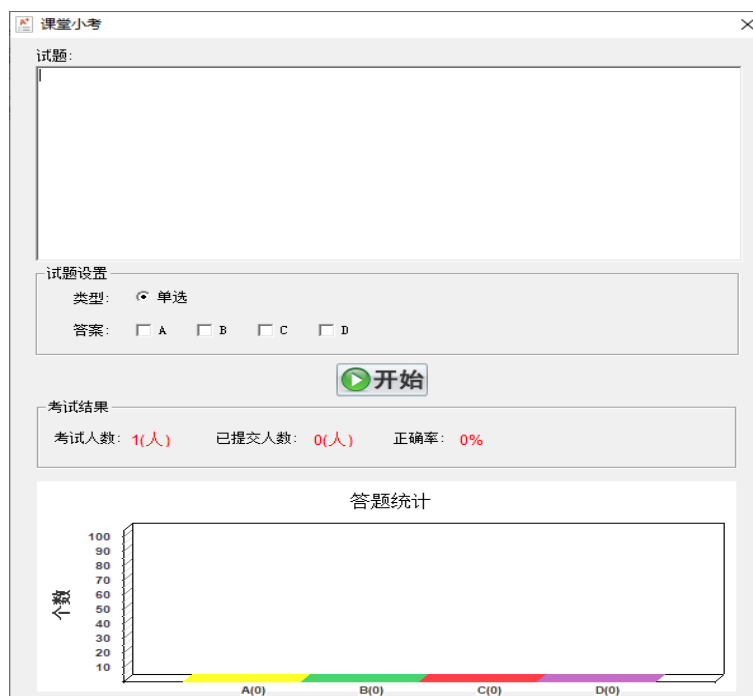 课堂小考
试题:
试题设置
类型: 单选
答案: A B C D
开始
考试结果
考试人数: 1(人) 已提交人数: 0(人) 正确率: 0%
答题统计
个数
100
90
80
70
60
50
40
30
20
10
A(0) B(0) C(0) D(0)